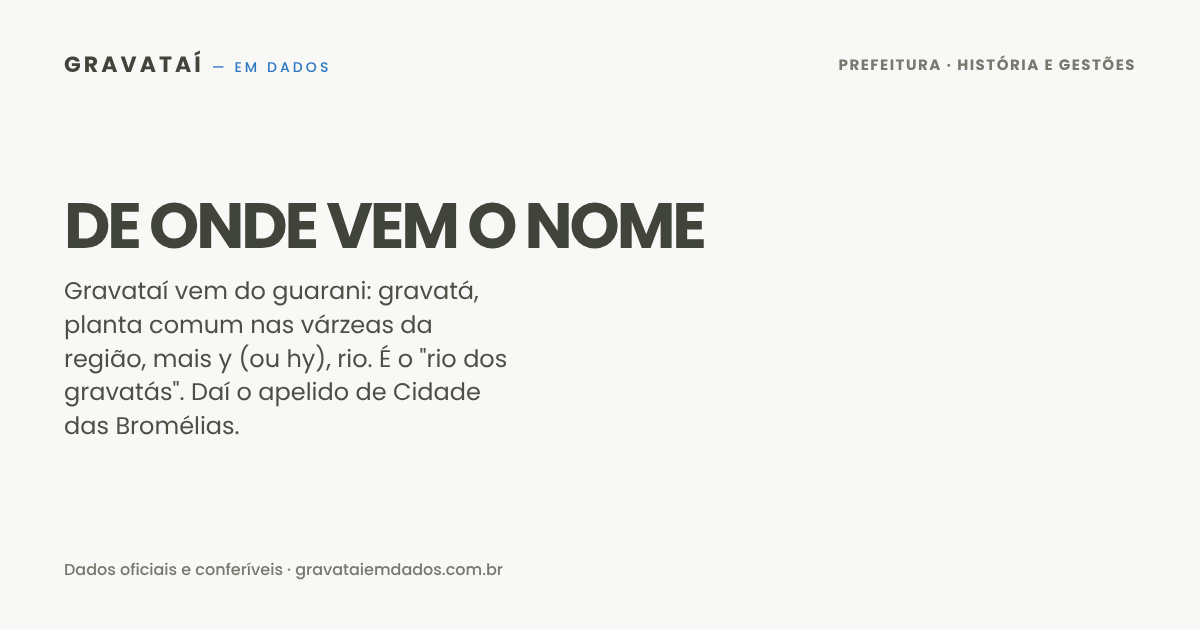 GRAVATAÍ — EM DADOS
PREFEITURA · HISTÓRIA E GESTÕES
DE ONDE VEM O NOME
Gravataí vem do guarani: gravatá,
planta comum nas várzeas da
região, mais y (ou hy), rio. É o "rio dos
gravatás". Daí o apelido de Cidade
das Bromélias.
Dados oficiais e conferíveis · gravataiemdados.com.br